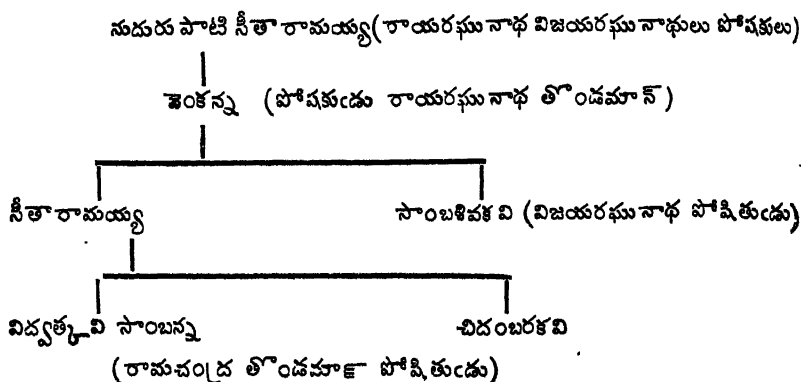 నుదురు పాటి సీతా రామయ్య (రాయరఘు నాథ విజయరఘు నాథులు పోషకులు)
వెంకన్న (పోషకుఁడు రాయరఘు నాథ తొండమాన్)
సీతా రామయ్య సాంబశివకవి (విజయరఘు నాథ పోషితుఁడు)
విద్వత్కవి సాంబన్న చిదంబరకవి
(రామచంద్ర తొండమాౝ పోషితుఁడు)